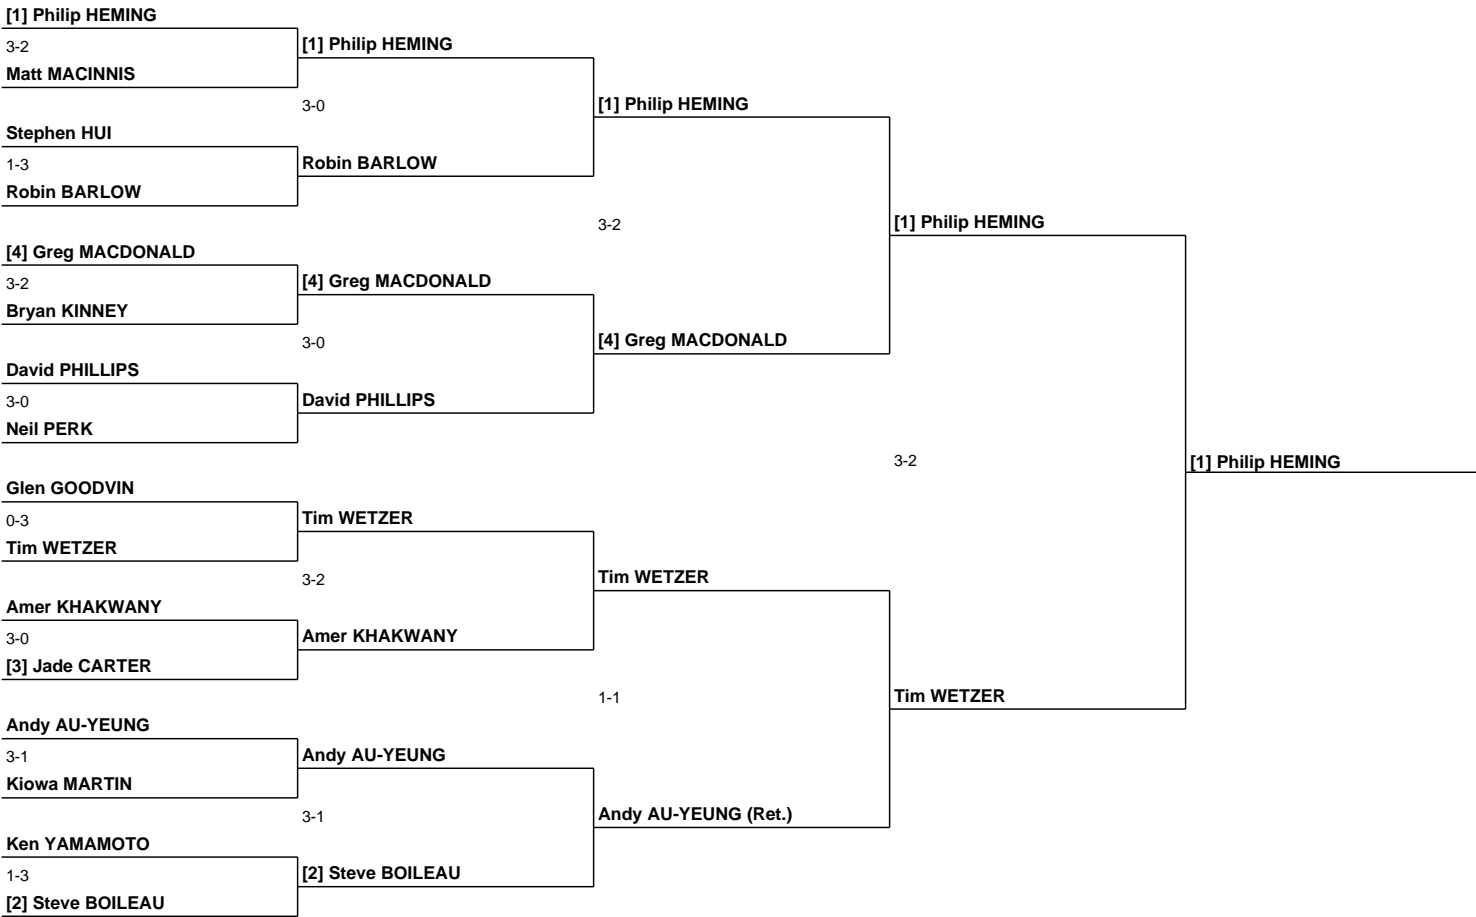 [1] Philip HEMING
3-2
Matt MACINNIS
Stephen HUI
1-3
Robin BARLOW
[4] Greg MACDONALD
3-2
Bryan KINNEY
David PHILLIPS
3-0
Neil PERK
Glen GOODVIN
0-3
Tim WETZER
Amer KHAKWANY
3-0
[3] Jade CARTER
Andy AU-YEUNG
3-1
Kiowa MARTIN
Ken YAMAMOTO
1-3
[2] Steve BOILEAU
[1] Philip HEMING
3-0
Robin BARLOW
[4] Greg MACDONALD
3-0
David PHILLIPS
Tim WETZER
3-2
Amer KHAKWANY
Andy AU-YEUNG
3-1
[2] Steve BOILEAU
[1] Philip HEMING
3-2
[4] Greg MACDONALD
Tim WETZER
1-1
Andy AU-YEUNG (Ret.)
[1] Philip HEMING
3-2
Tim WETZER
[1] Philip HEMING